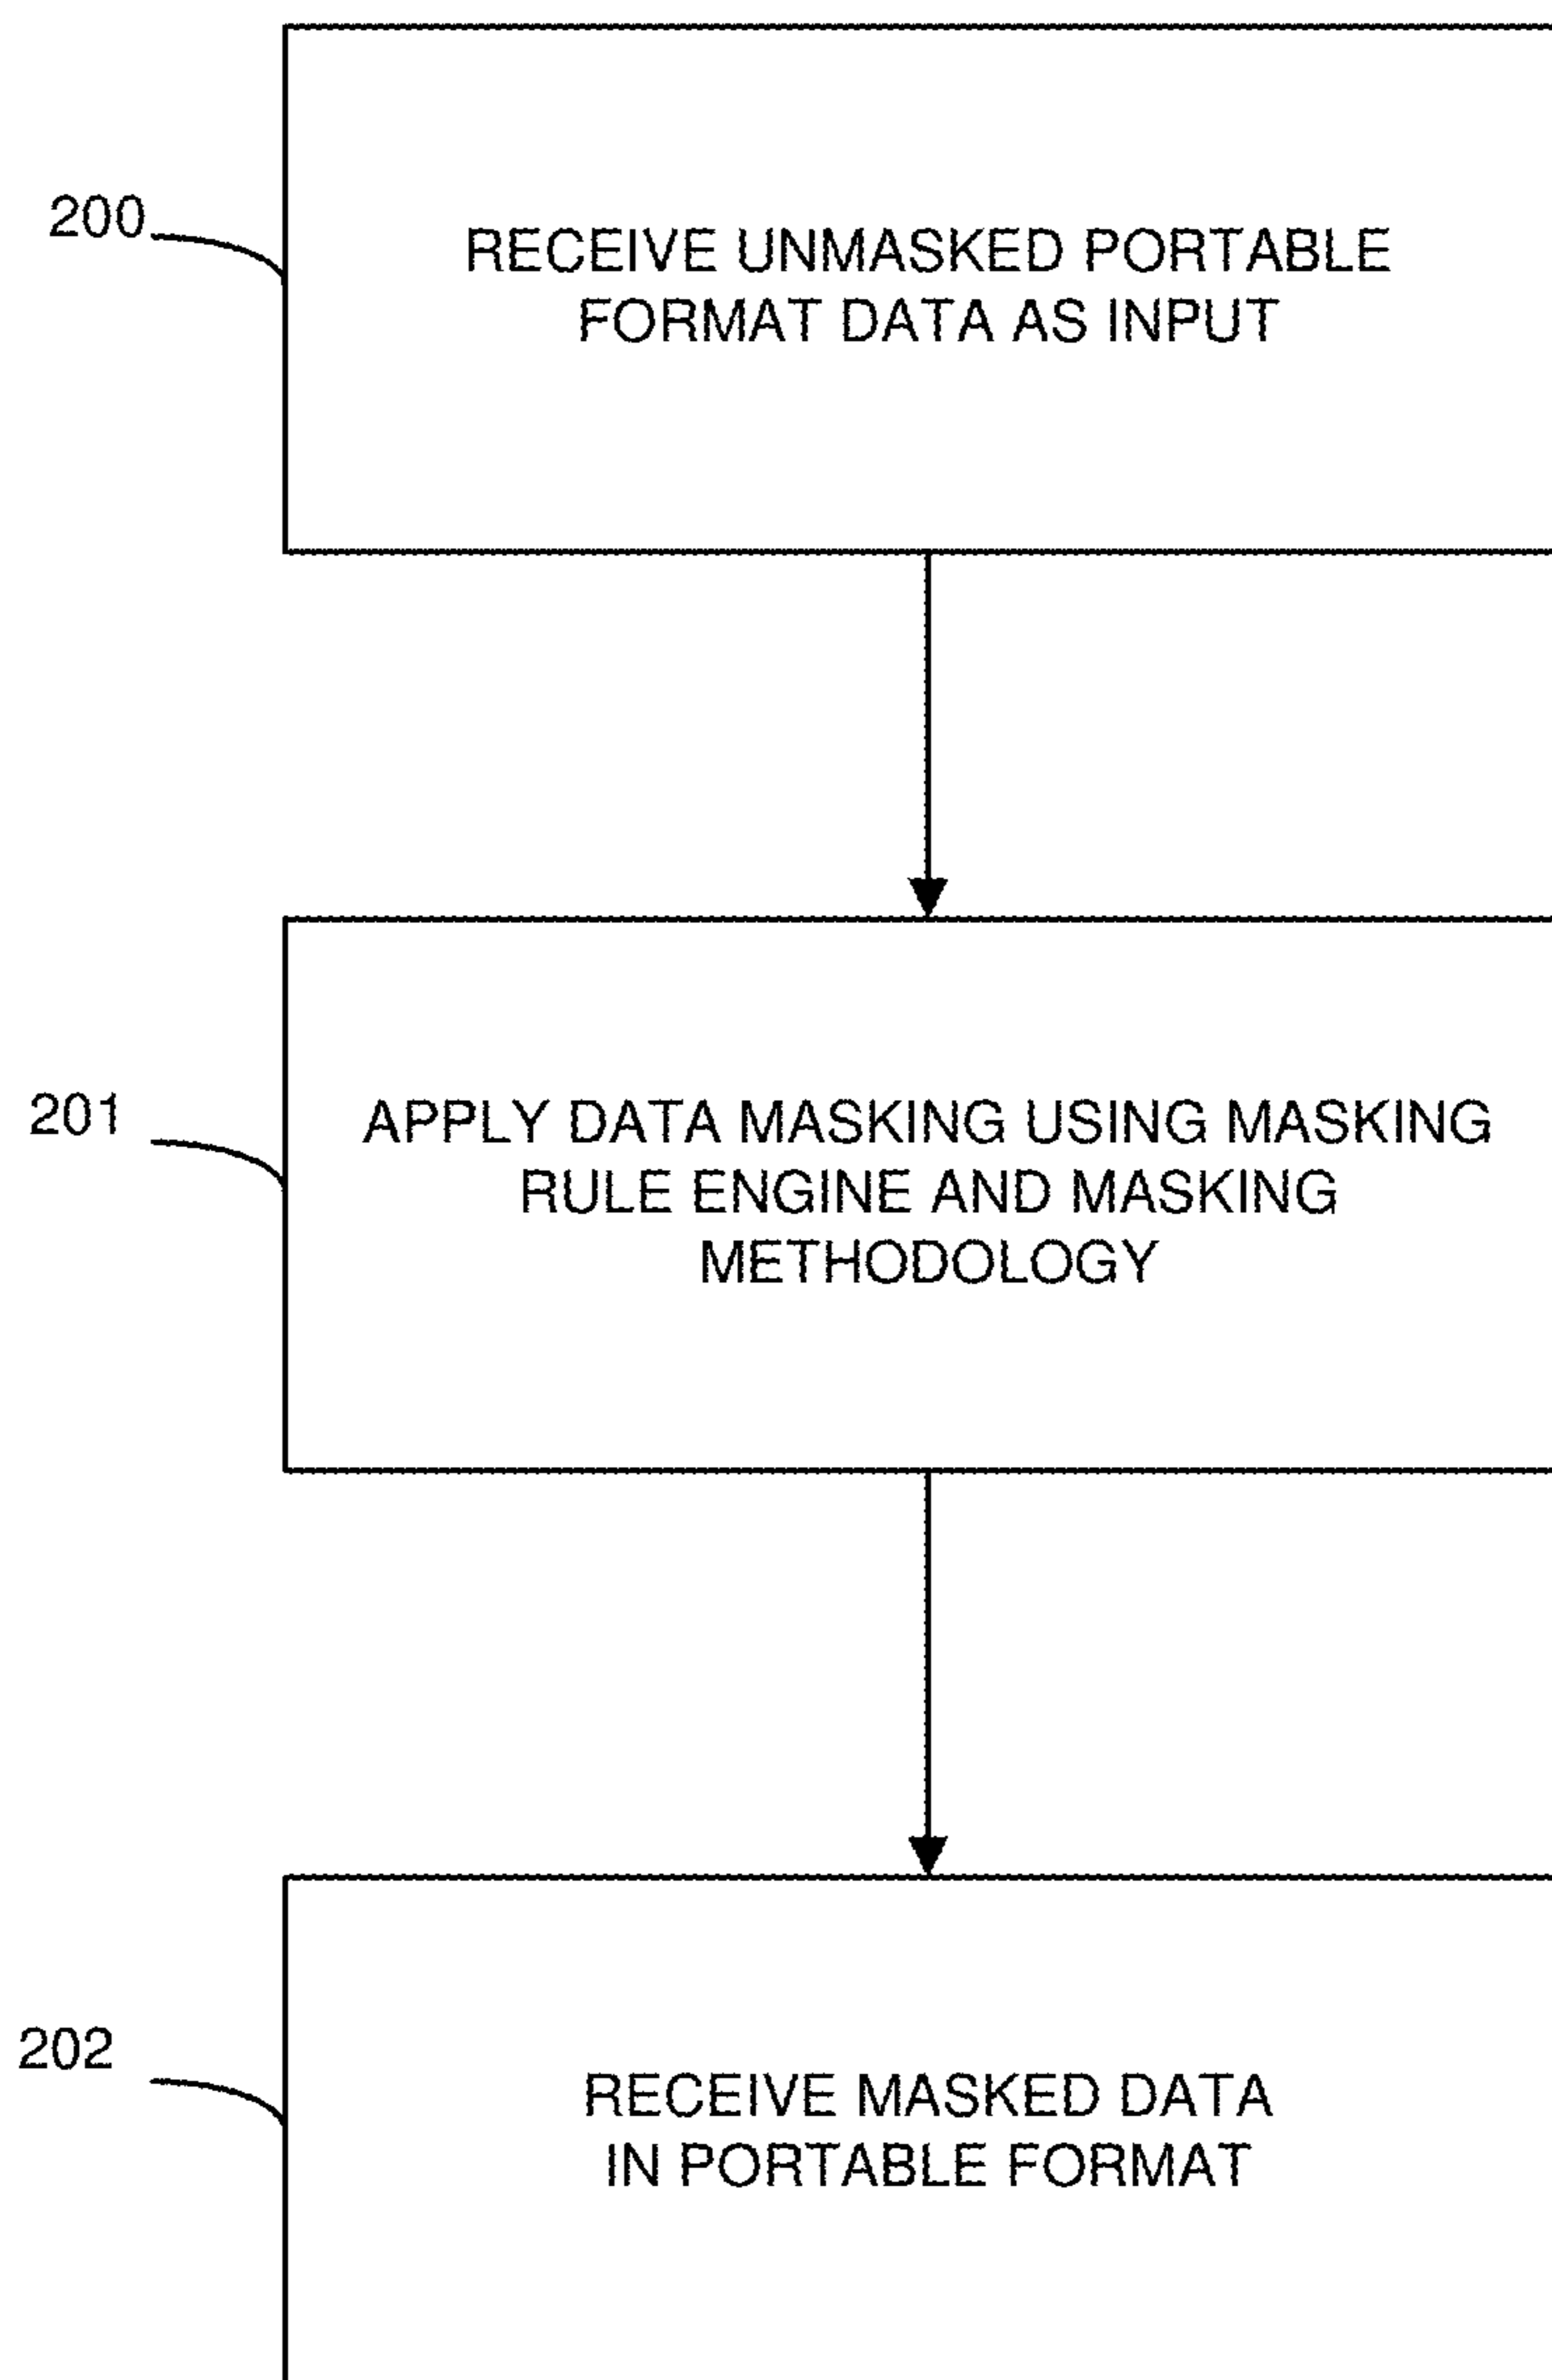 200
RECEIVE UNMASKED PORTABLE
FORMAT DATA AS INPUT
201
APPLY DATA MASKING USING MASKING
RULE ENGINE AND MASKING
METHODOLOGY
202
RECEIVE MASKED DATA
IN PORTABLE FORMAT